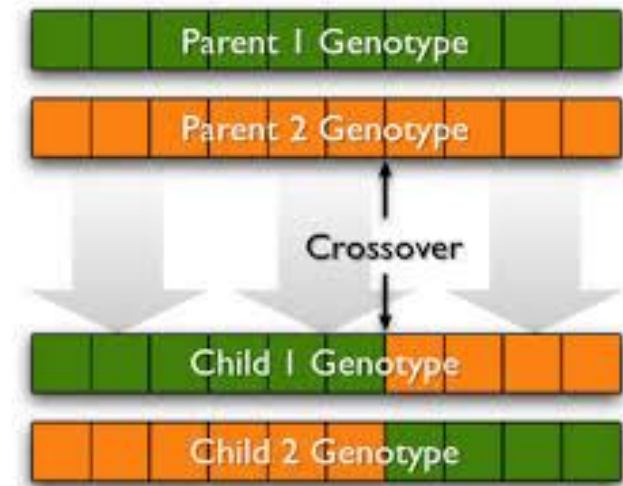 Parent 1 Genotype
Parent 2 Genotype
Crossover
Child 1 Genotype
Child 2 Genotype